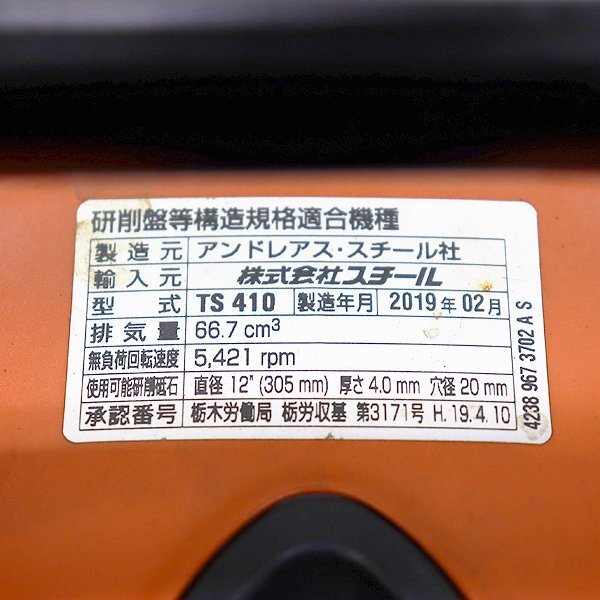 研削盤等構造規格適合機種
製造元 アンドレアス・スチール社
輸入元 株式会社スチール
型式 TS 410 製造年月 2019年02月
排気量 66.7 cm³
無負荷回転速度 5,421 rpm
使用可能研削砥石 直径 12" (305 mm) 厚さ 4.0 mm 穴径 20 mm
承認番号 栃木労働局 栃労収基 第3171号 H.19.4.10
4238 967 3702 A S